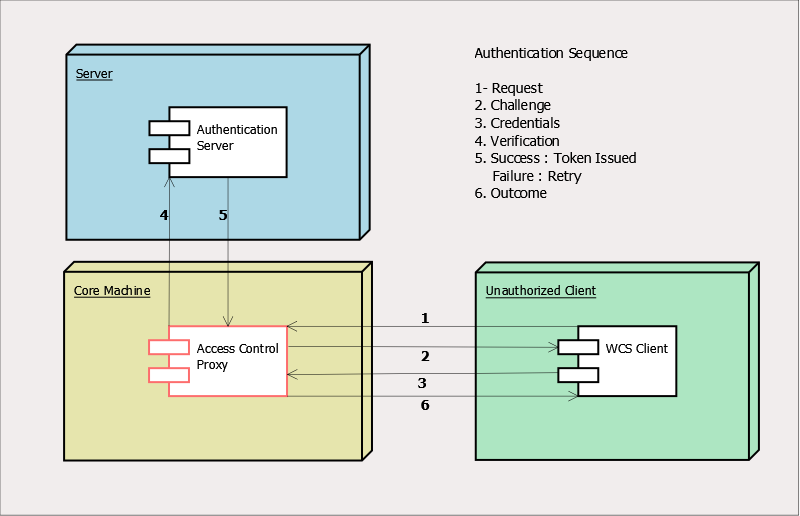 Server
Authentication
Server
4
5
Core Machine
Access Control
Proxy
1
2
3
6
Unauthorized Client
WCS Client
Authentication Sequence
1- Request
2. Challenge
3. Credentials
4. Verification
5. Success : Token Issued
Failure : Retry
6. Outcome